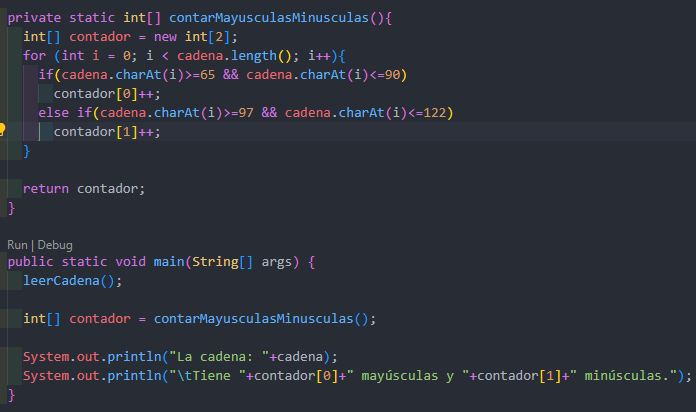 private static int[] contarMayusculasMinusculas(){
int[] contador = new int[2];
for (int i = 0; i < cadena.length(); i++){
if(cadena.charAt(i)>=65 && cadena.charAt(i)<=90)
contador[0]++;
else if(cadena.charAt(i)>=97 && cadena.charAt(i)<=122)
contador[1]++;
}
return contador;
}
Run | Debug
public static void main(String[] args) {
leerCadena();
int[] contador = contarMayusculasMinusculas();
System.out.println("La cadena: "+cadena);
System.out.println("\tTiene "+contador[0]+" mayúsculas y "+contador[1]+" minúsculas.");
}